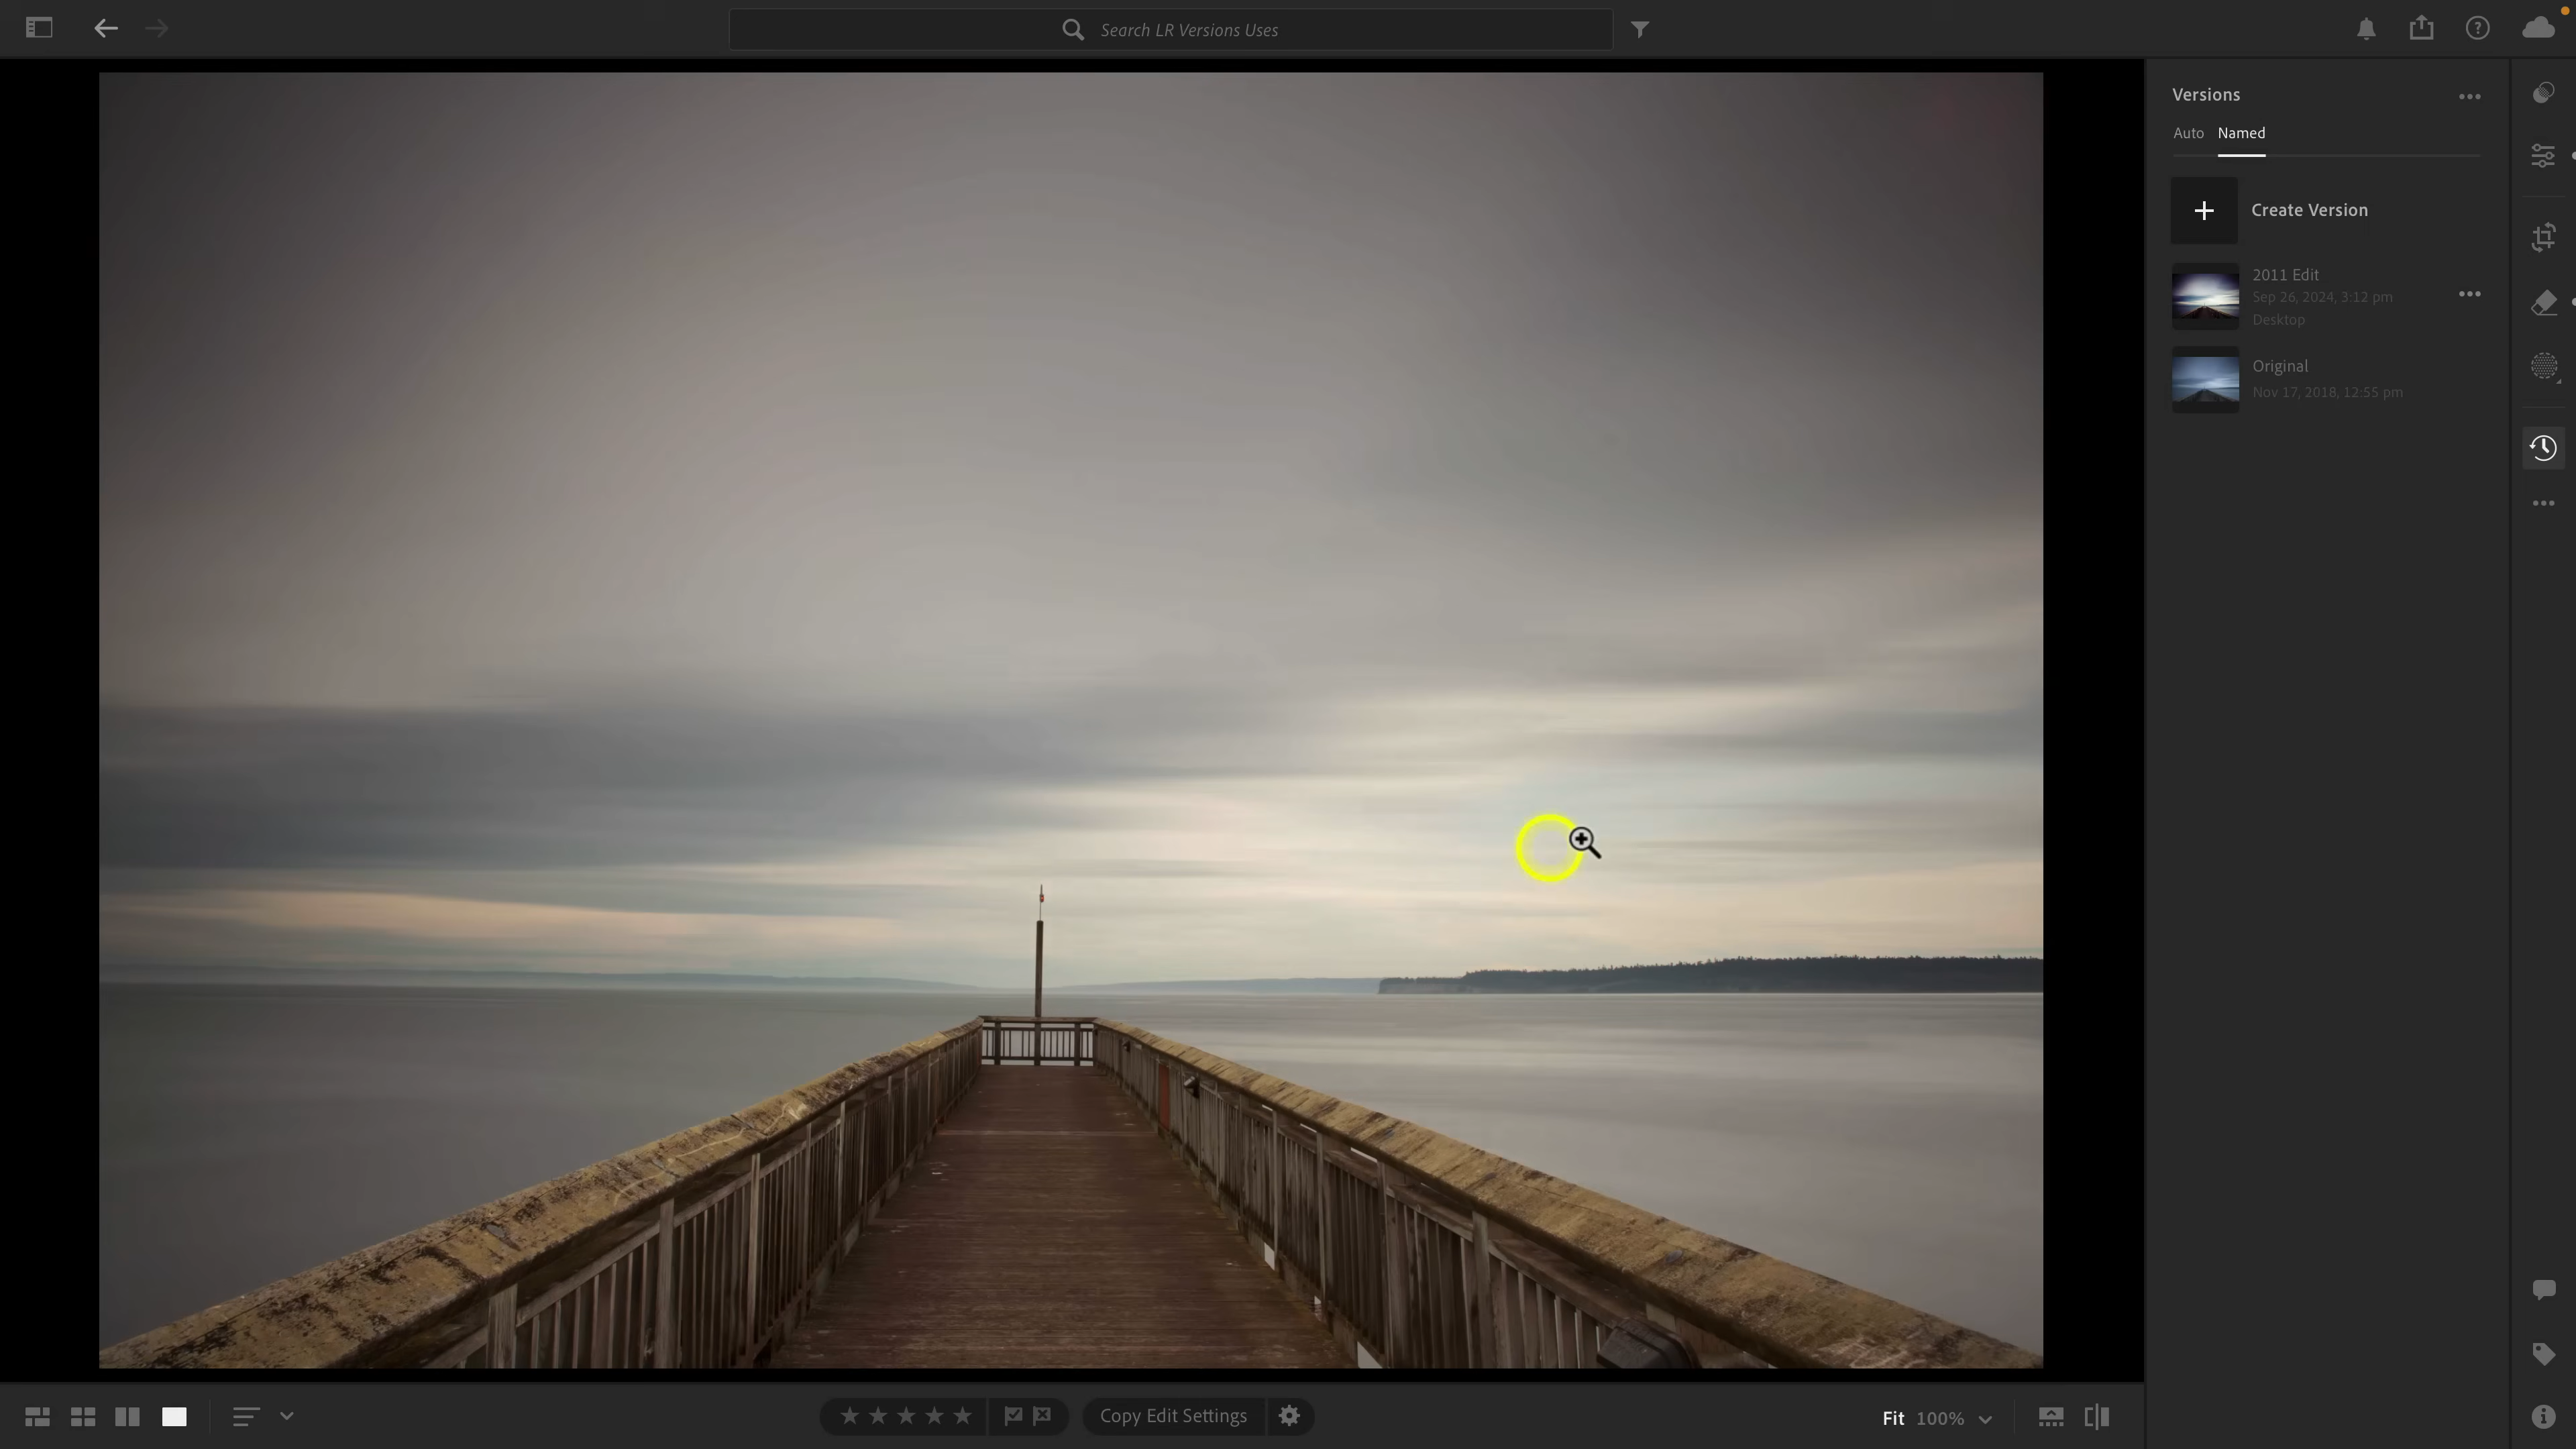 Search LR Versions Uses
Versions
Auto Named
Create Version
2011 Edit
Sep 26, 2024, 3:12 pm
Desktop
Original
Nov 17, 2018, 12:55 pm
Copy Edit Settings
Fit 100%